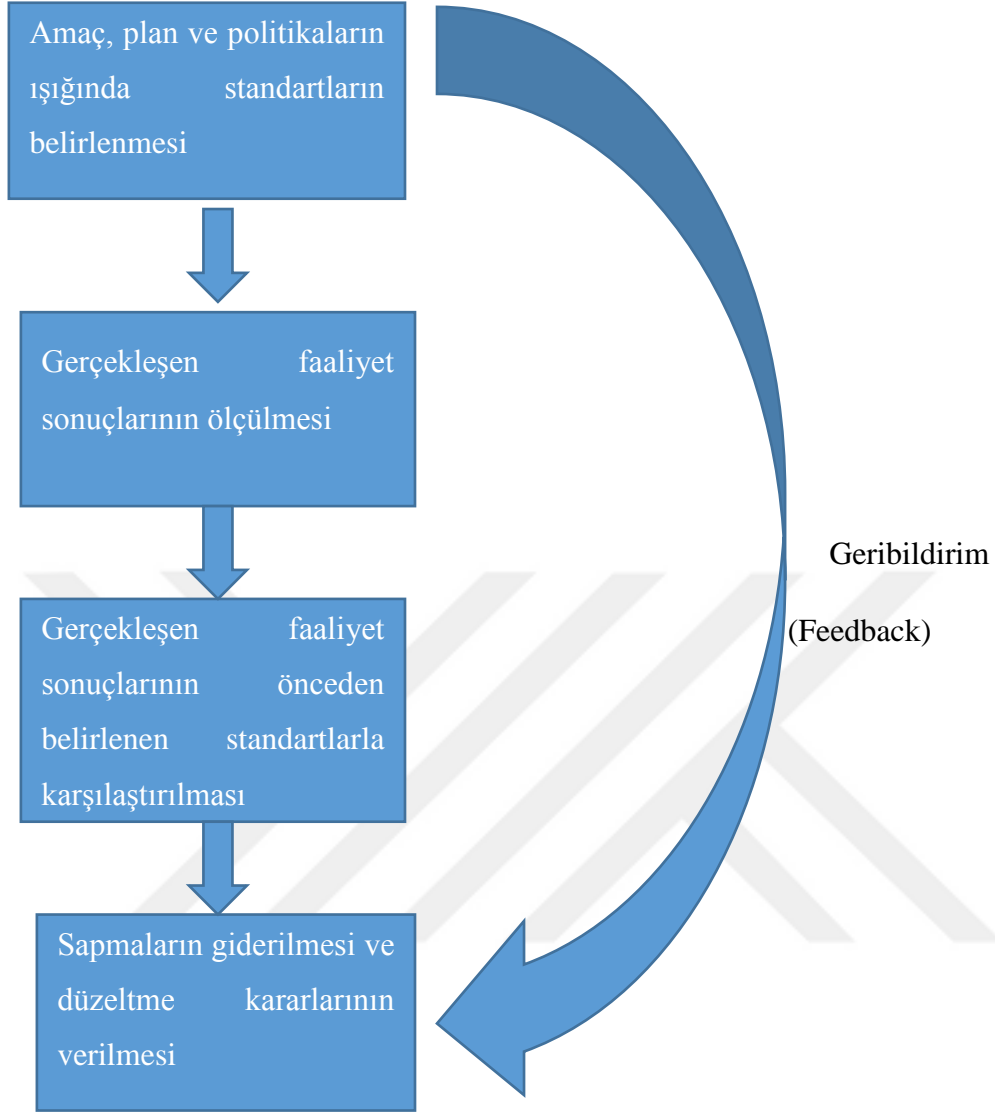 Amaç, plan ve politikaların
ışığında standartların
belirlenmesi
Gerçekleşen faaliyet
sonuçlarının ölçülmesi
Gerçekleşen faaliyet
sonuçlarının önceden
belirlenen standartlarla
karşılaştırılması
Sapmaların giderilmesi ve
düzeltme kararlarının
verilmesi
Geribildirim
(Feedback)